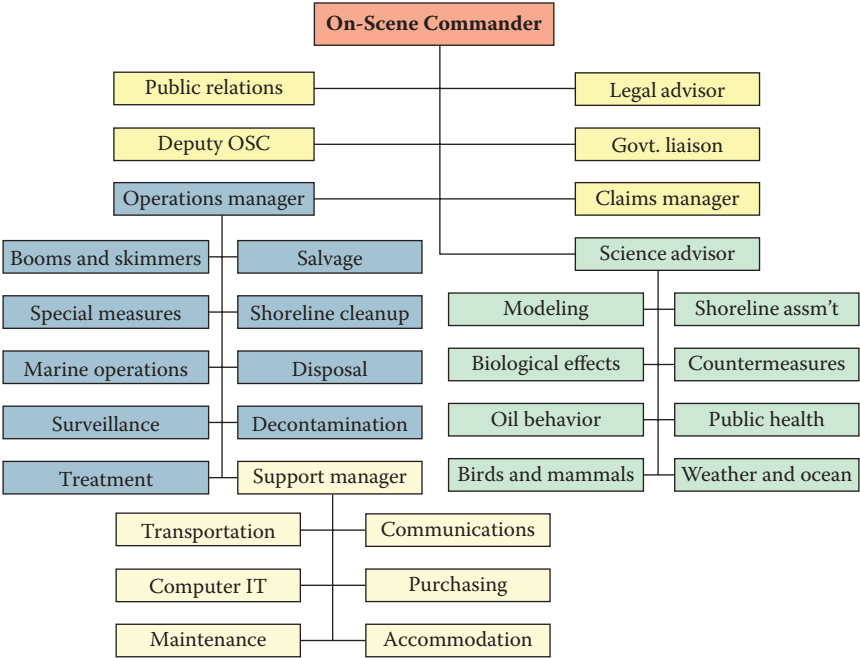 On-Scene Commander
Public relations
Legal advisor
Deputy OSC
Govt. liaison
Operations manager
Claims manager
Booms and skimmers
Salvage
Science advisor
Special measures
Shoreline cleanup
Modeling
Shoreline assm't
Marine operations
Disposal
Biological effects
Countermeasures
Surveillance
Decontamination
Oil behavior
Public health
Treatment
Support manager
Birds and mammals
Weather and ocean
Transportation
Communications
Computer IT
Purchasing
Maintenance
Accommodation